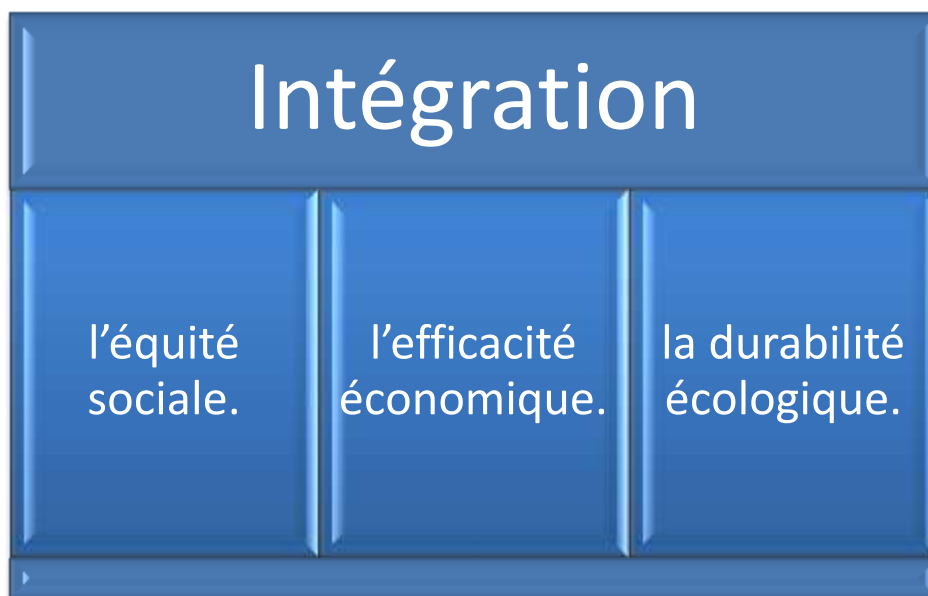 Intégration
l’équité
sociale.
l’efficacité
économique.
la durabilité
écologique.